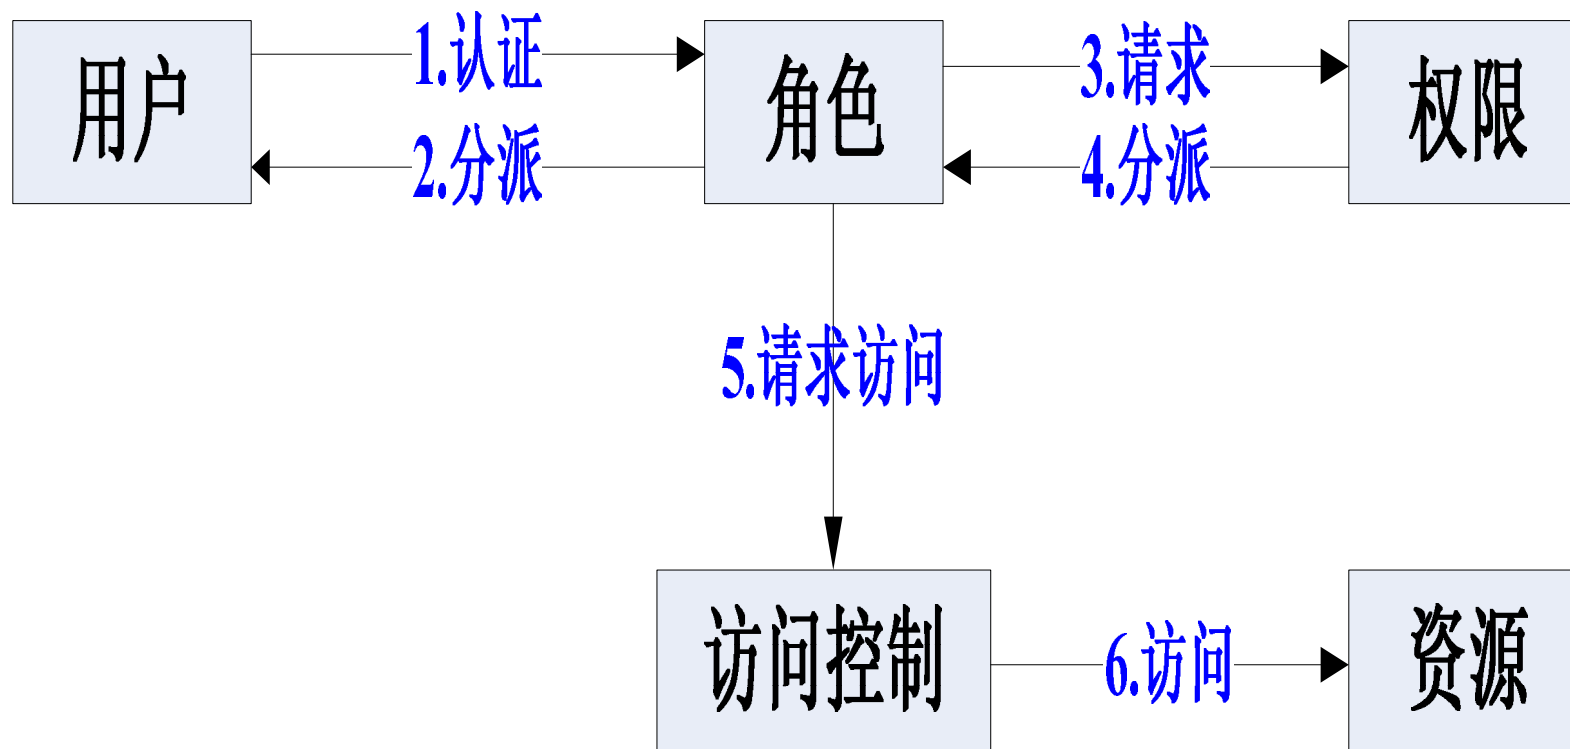 用户
1.认证
2.分派
角色
3.请求
4.分派
权限
5.请求访问
访问控制
6.访问
资源